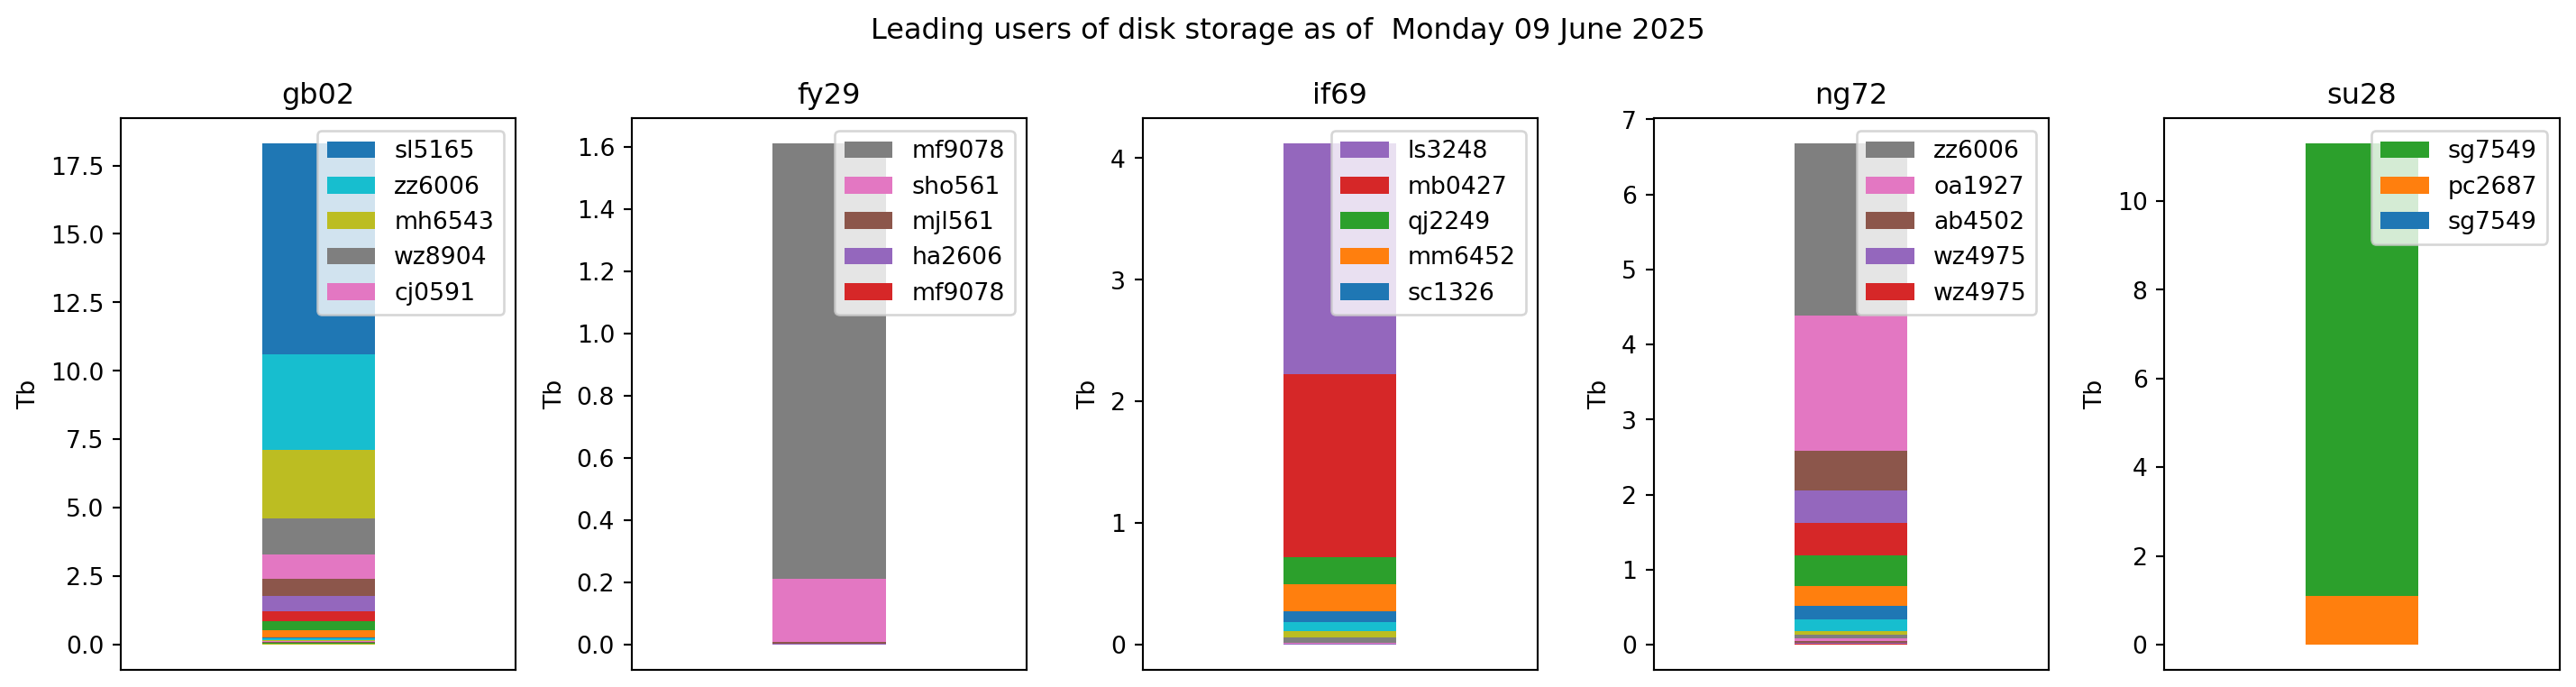 Leading users of disk storage as of  Monday 09 June 2025
gb02
Tb
17.5
15.0
12.5
10.0
7.5
5.0
2.5
0.0
sl5165
zz6006
mh6543
wz8904
cj0591
fy29
Tb
1.6
1.4
1.2
1.0
0.8
0.6
0.4
0.2
0.0
mf9078
sho561
mjl561
ha2606
mf9078
if69
Tb
4
3
2
1
0
ls3248
mb0427
qj2249
mm6452
sc1326
ng72
Tb
7
6
5
4
3
2
1
0
zz6006
oa1927
ab4502
wz4975
wz4975
su28
Tb
10
8
6
4
2
0
sg7549
pc2687
sg7549